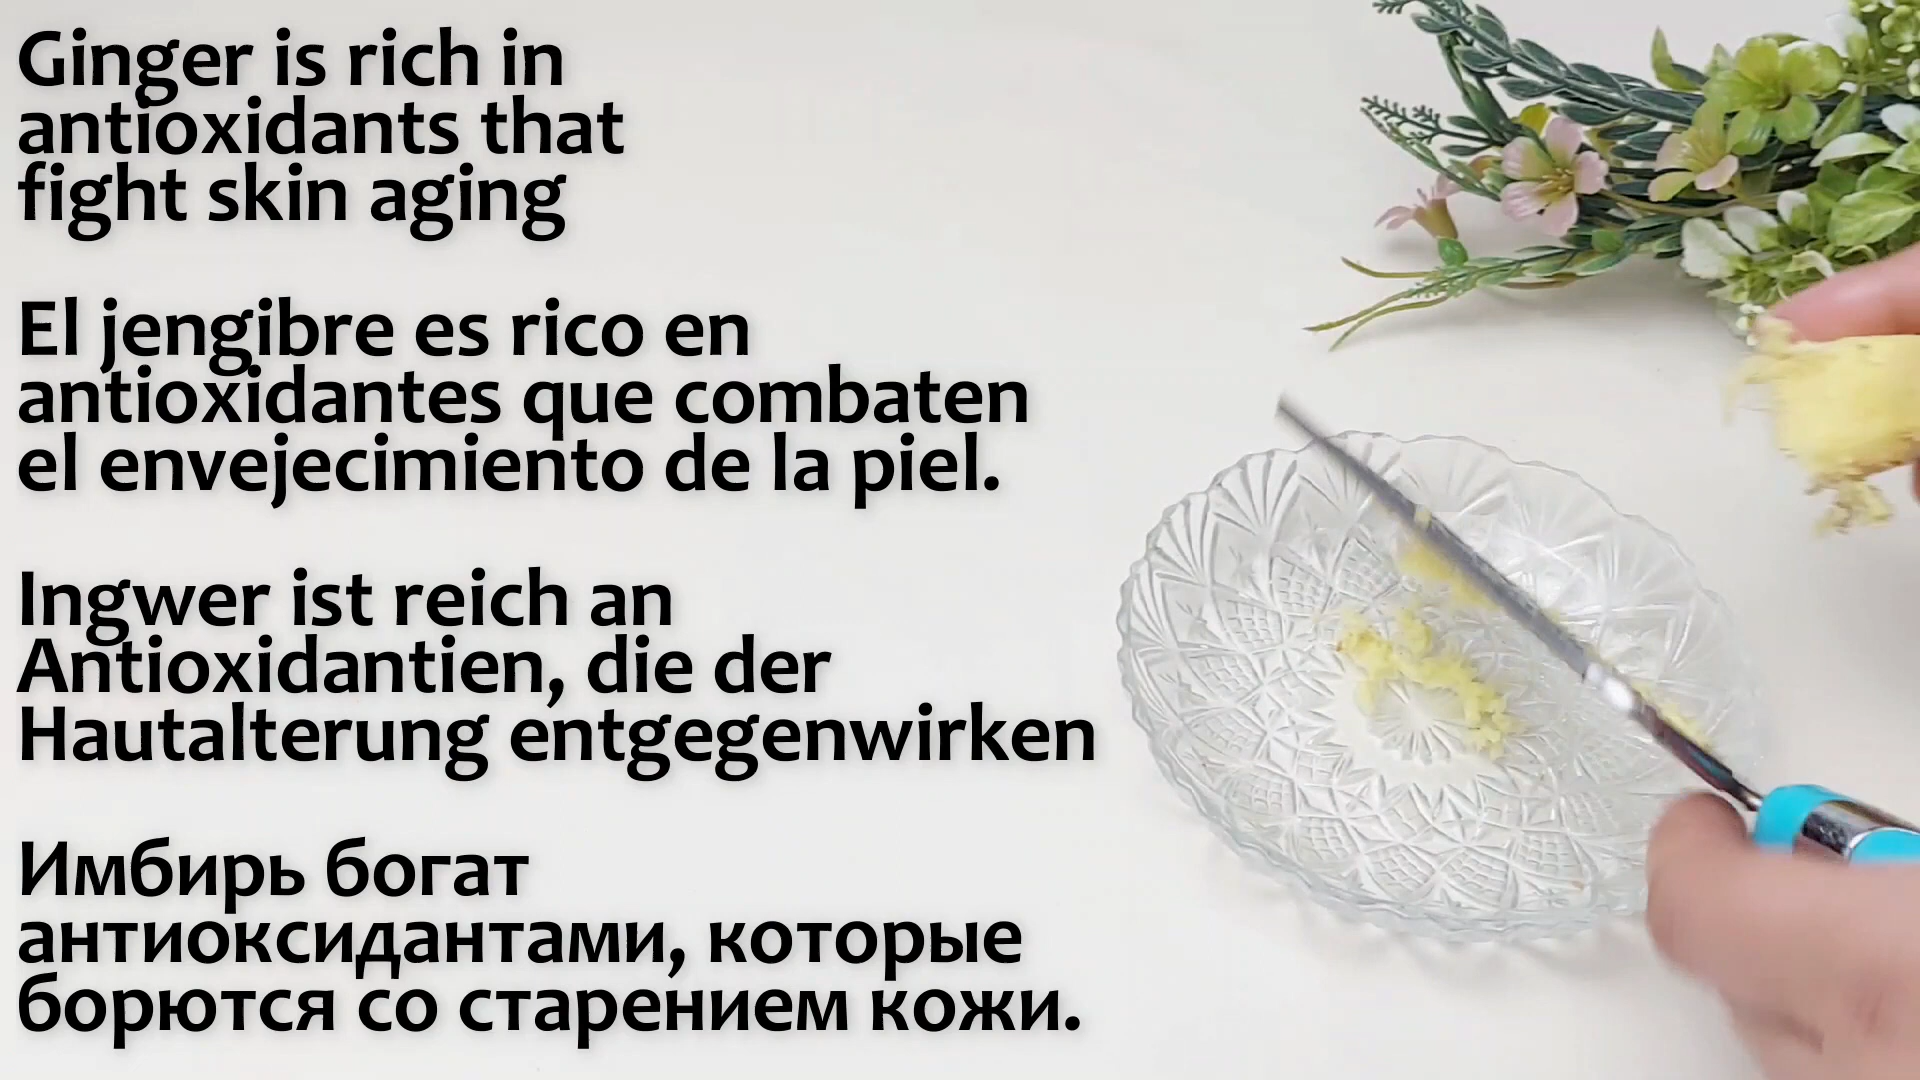 Ginger is rich in
antioxidants that
fight skin aging
El jengibre es rico en
antioxidantes que combaten
el envejecimiento de la piel.
Ingwer ist reich an
Antioxidantien, die der
Hautalterung entgegenwirken
Имбирь богат
антиоксидантами, которые
борются со старением кожи.